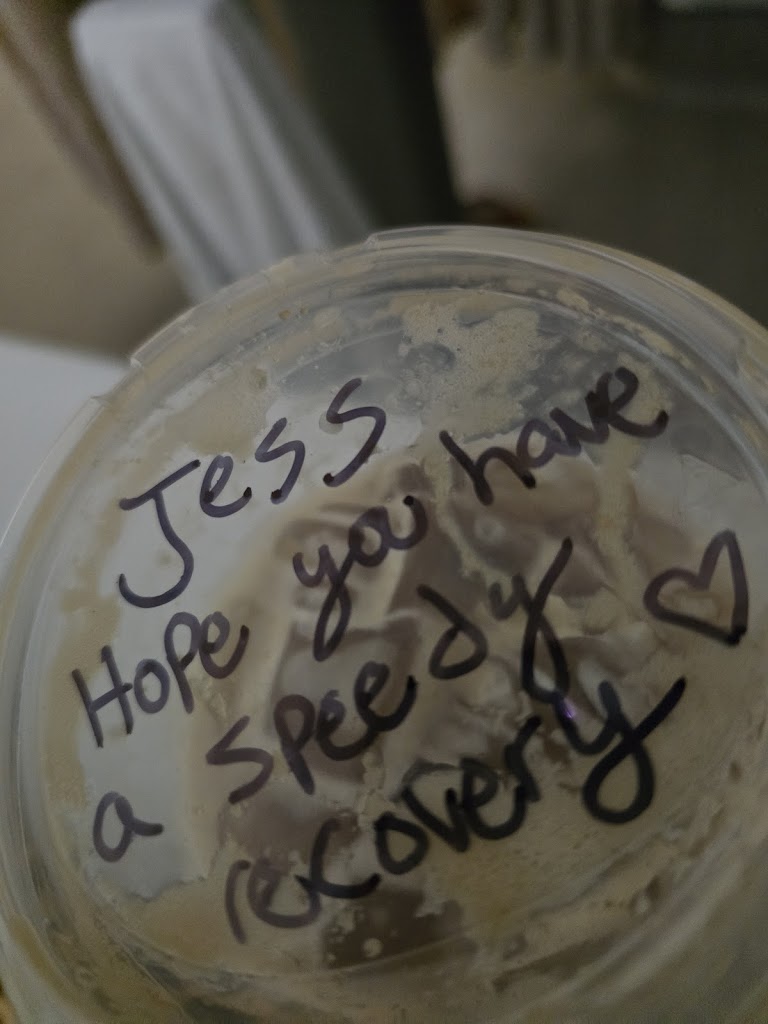 Jess
Hope you have
a speedy
recovery ♡